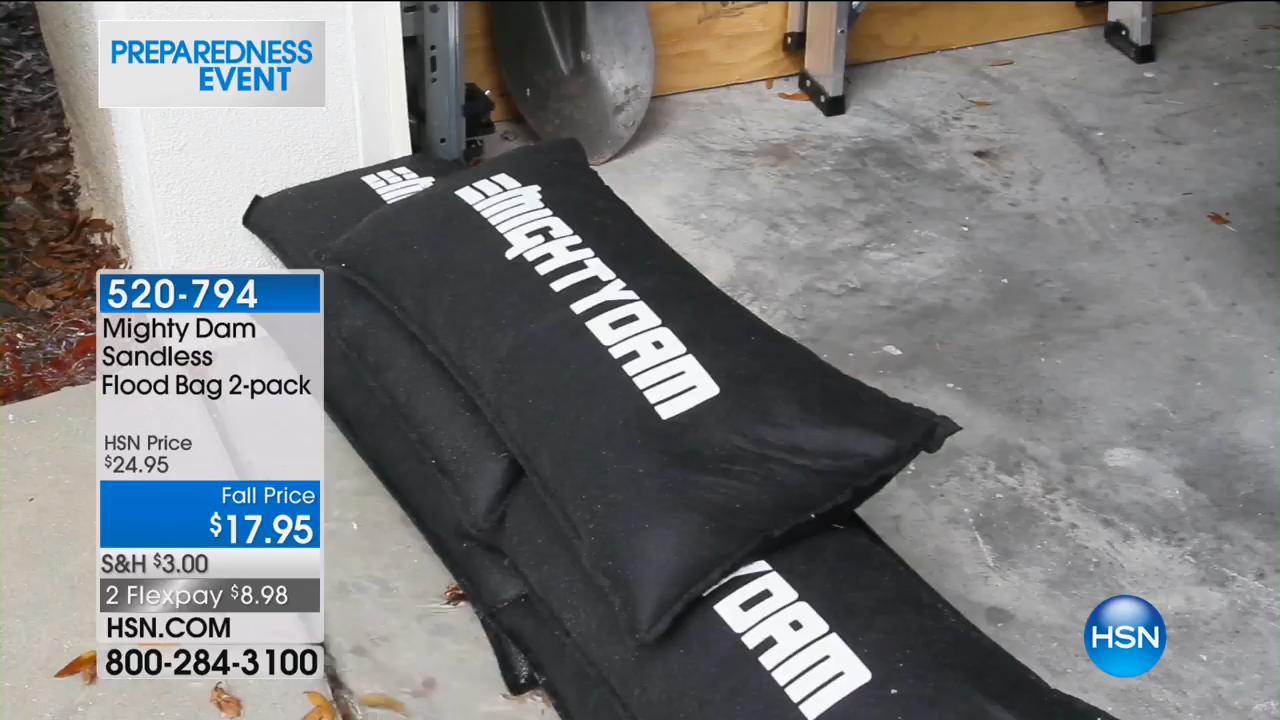 PREPAREDNESS
EVENT
520-794
Mighty Dam
Sandless
Flood Bag 2-pack
HSN Price
$24.95
Fall Price
$17.95
S&H $3.00
2 Flexpay $8.98
HSN.COM
800-284-3100
MIGHTYDAM
YDAM
HSN